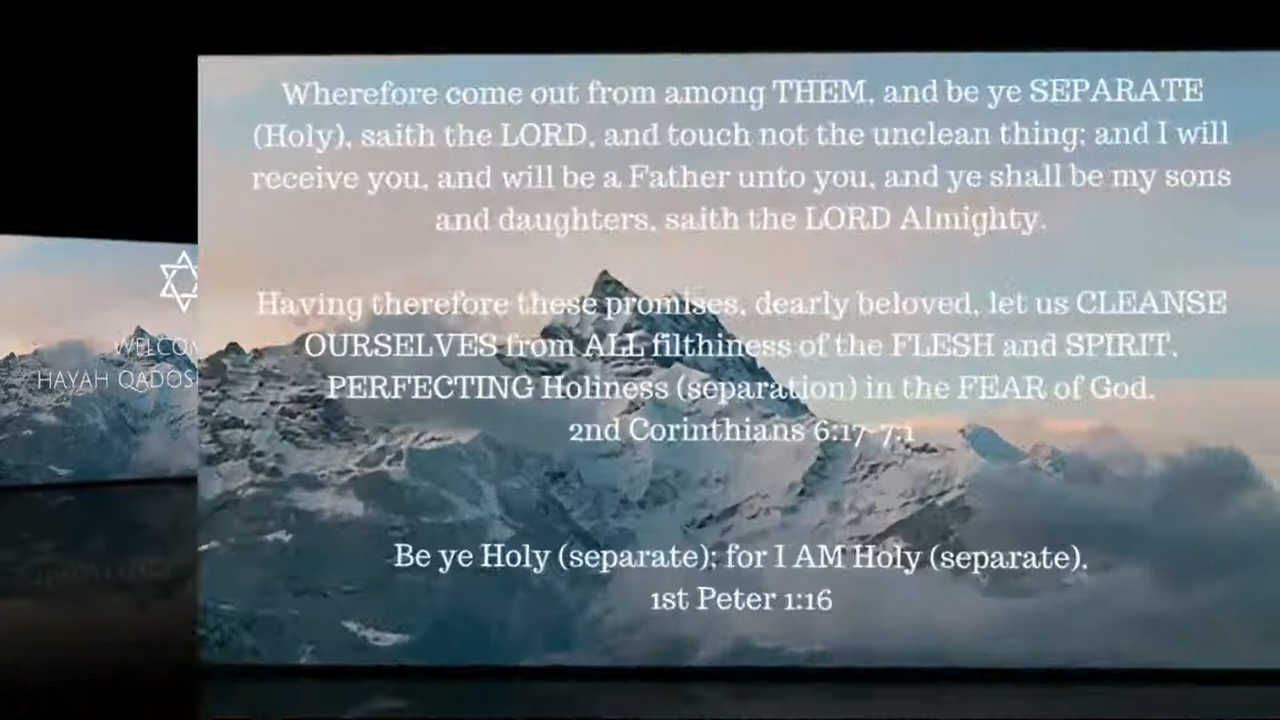 Wherefore come out from among THEM, and be ye SEPARATE
(Holy), saith the LORD, and touch not the unclean thing; and I will
receive you, and will be a Father unto you, and ye shall be my sons
and daughters, saith the LORD Almighty.
Having therefore these promises, dearly beloved, let us CLEANSE
OURSELVES from ALL filthiness of the FLESH and SPIRIT,
PERFECTING Holiness (separation) in the FEAR of God.
2nd Corinthians 6:17-7:1
Be ye Holy (separate); for I AM Holy (separate).
1st Peter 1:16
WELCOM
HAYAH QADOS